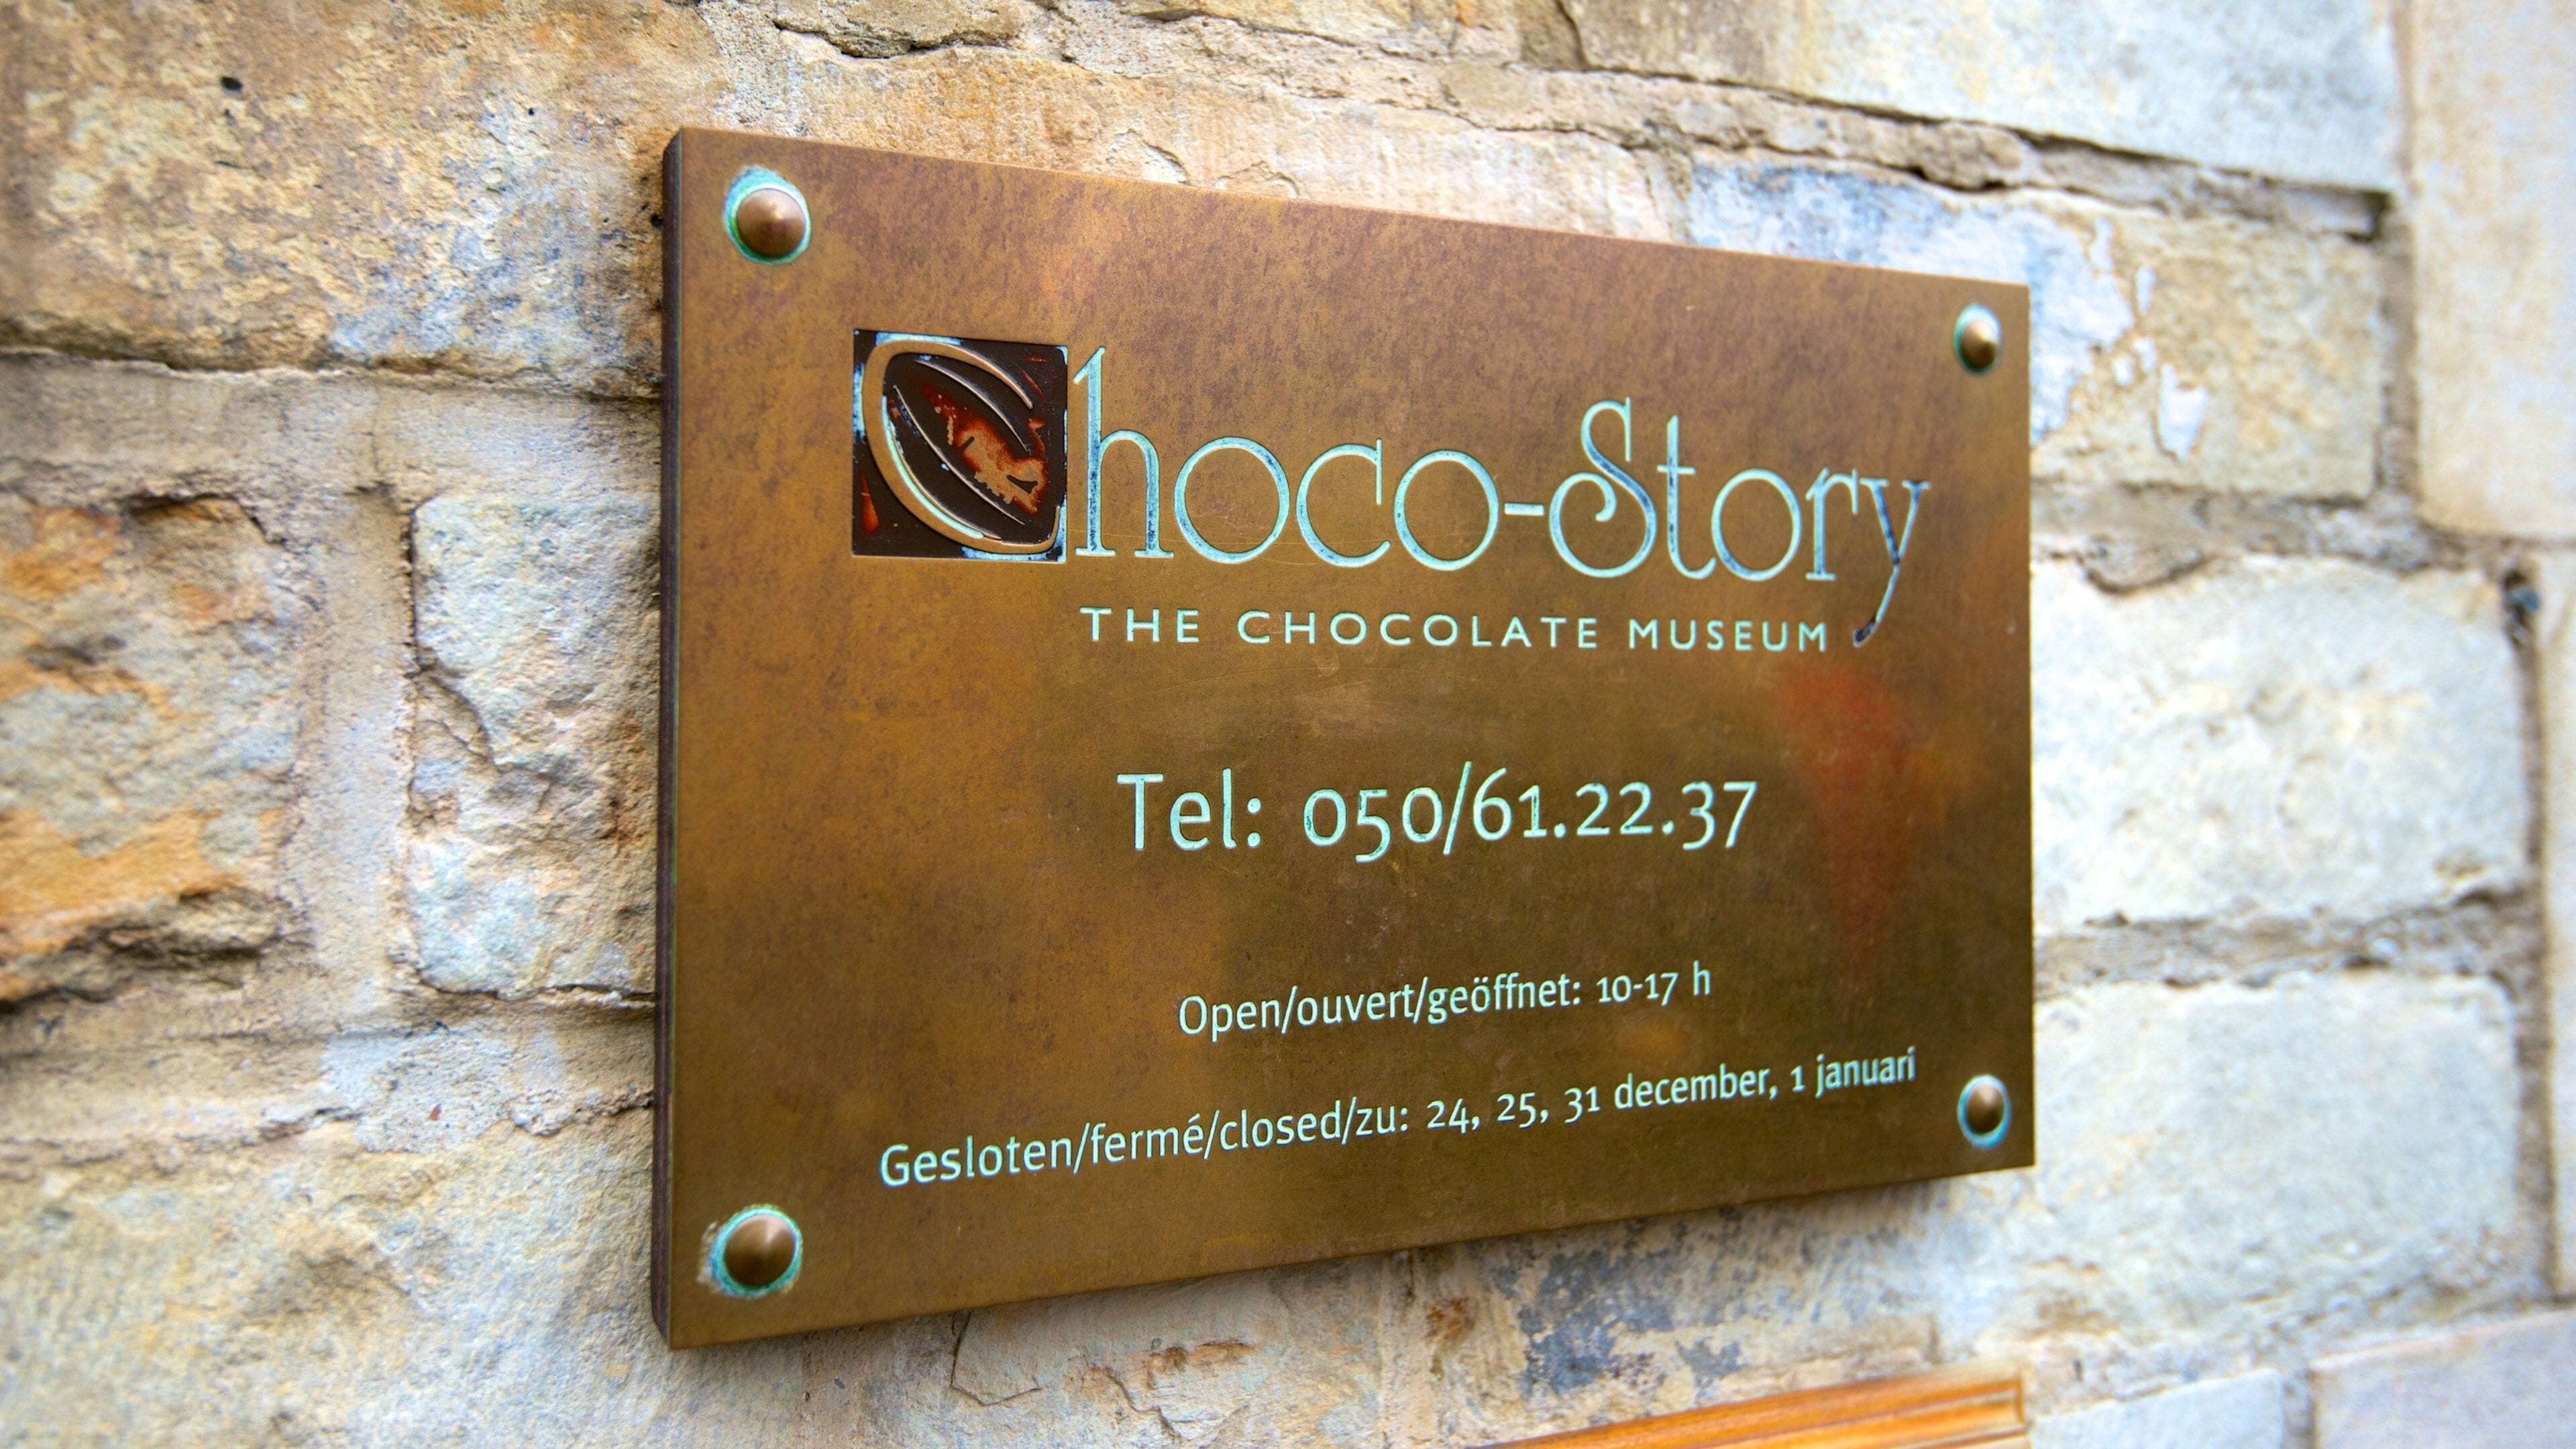 Choco-Story
THE CHOCOLATE MUSEUM
Tel: 050/61.22.37
Open/ouvert/geöffnet: 10-17 h
Gesloten/fermé/closed/zu: 24, 25, 31 december, 1 januari